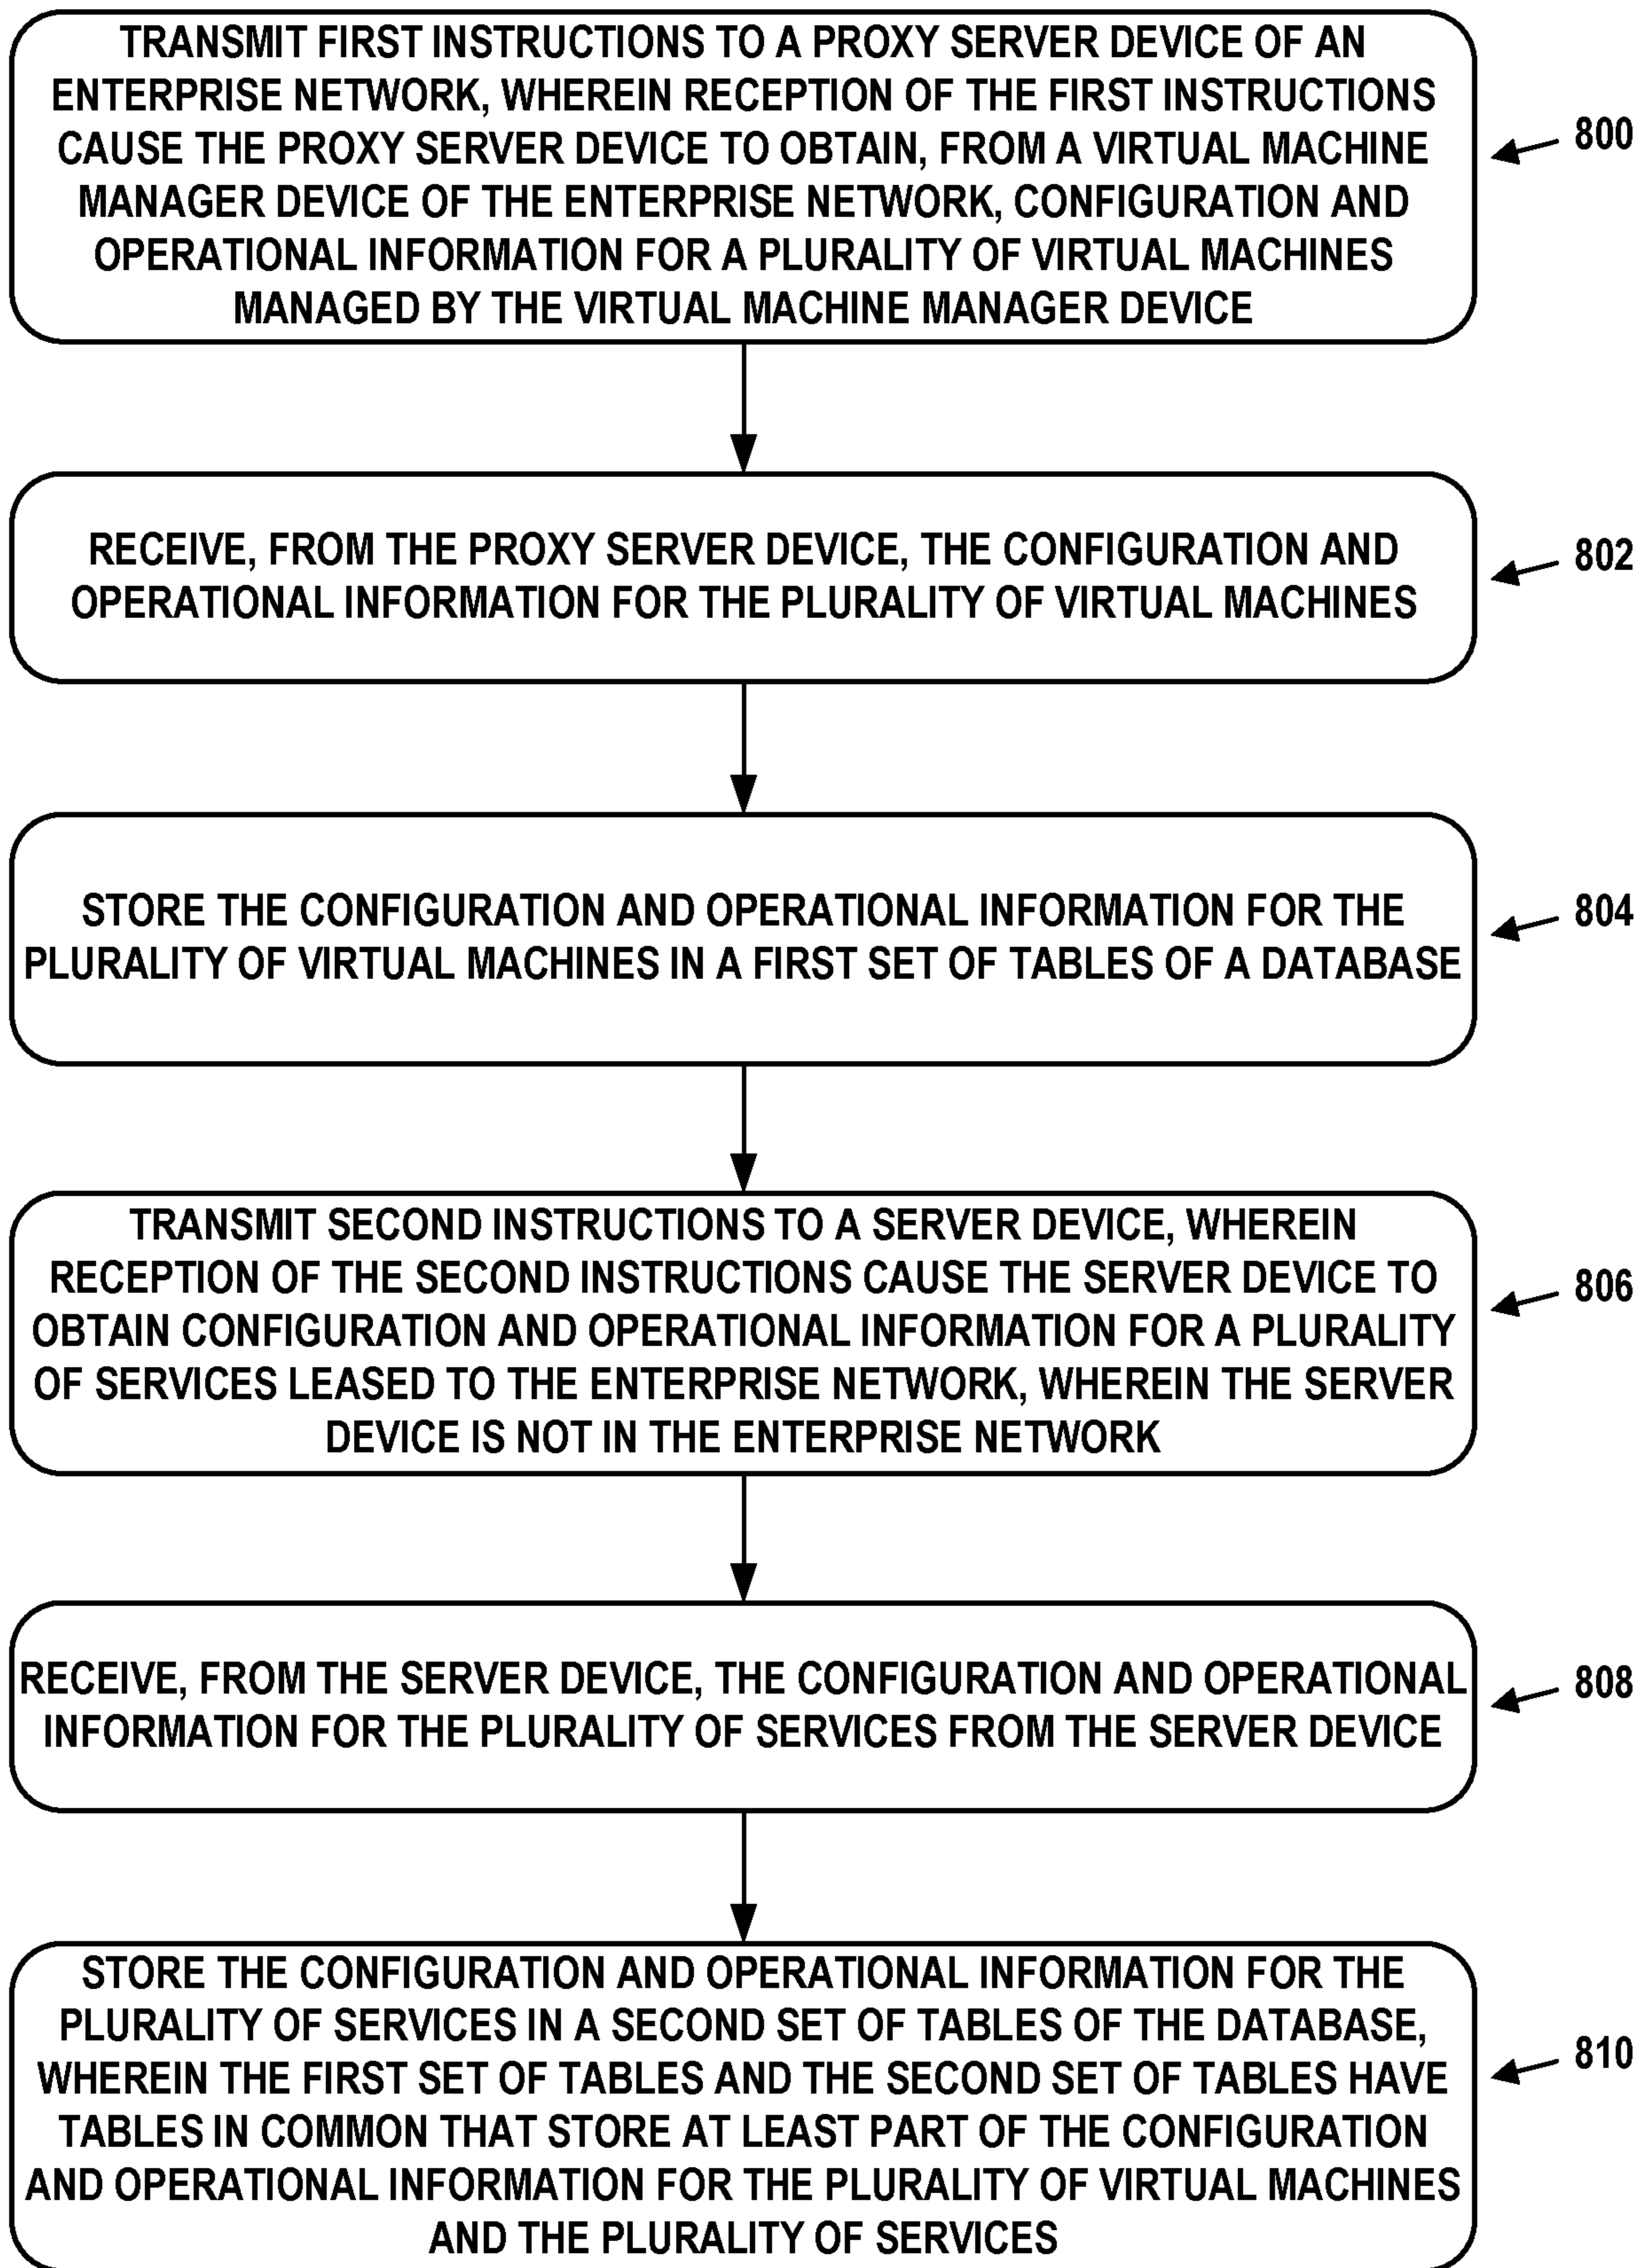 TRANSMIT FIRST INSTRUCTIONS TO A PROXY SERVER DEVICE OF AN
ENTERPRISE NETWORK, WHEREIN RECEPTION OF THE FIRST INSTRUCTIONS
CAUSE THE PROXY SERVER DEVICE TO OBTAIN, FROM A VIRTUAL MACHINE
MANAGER DEVICE OF THE ENTERPRISE NETWORK, CONFIGURATION AND
OPERATIONAL INFORMATION FOR A PLURALITY OF VIRTUAL MACHINES
MANAGED BY THE VIRTUAL MACHINE MANAGER DEVICE
800
RECEIVE, FROM THE PROXY SERVER DEVICE, THE CONFIGURATION AND
OPERATIONAL INFORMATION FOR THE PLURALITY OF VIRTUAL MACHINES
802
STORE THE CONFIGURATION AND OPERATIONAL INFORMATION FOR THE
PLURALITY OF VIRTUAL MACHINES IN A FIRST SET OF TABLES OF A DATABASE
804
TRANSMIT SECOND INSTRUCTIONS TO A SERVER DEVICE, WHEREIN
RECEPTION OF THE SECOND INSTRUCTIONS CAUSE THE SERVER DEVICE TO
OBTAIN CONFIGURATION AND OPERATIONAL INFORMATION FOR A PLURALITY
OF SERVICES LEASED TO THE ENTERPRISE NETWORK, WHEREIN THE SERVER
DEVICE IS NOT IN THE ENTERPRISE NETWORK
806
RECEIVE, FROM THE SERVER DEVICE, THE CONFIGURATION AND OPERATIONAL
INFORMATION FOR THE PLURALITY OF SERVICES FROM THE SERVER DEVICE
808
STORE THE CONFIGURATION AND OPERATIONAL INFORMATION FOR THE
PLURALITY OF SERVICES IN A SECOND SET OF TABLES OF THE DATABASE,
WHEREIN THE FIRST SET OF TABLES AND THE SECOND SET OF TABLES HAVE
TABLES IN COMMON THAT STORE AT LEAST PART OF THE CONFIGURATION
AND OPERATIONAL INFORMATION FOR THE PLURALITY OF VIRTUAL MACHINES
AND THE PLURALITY OF SERVICES
810